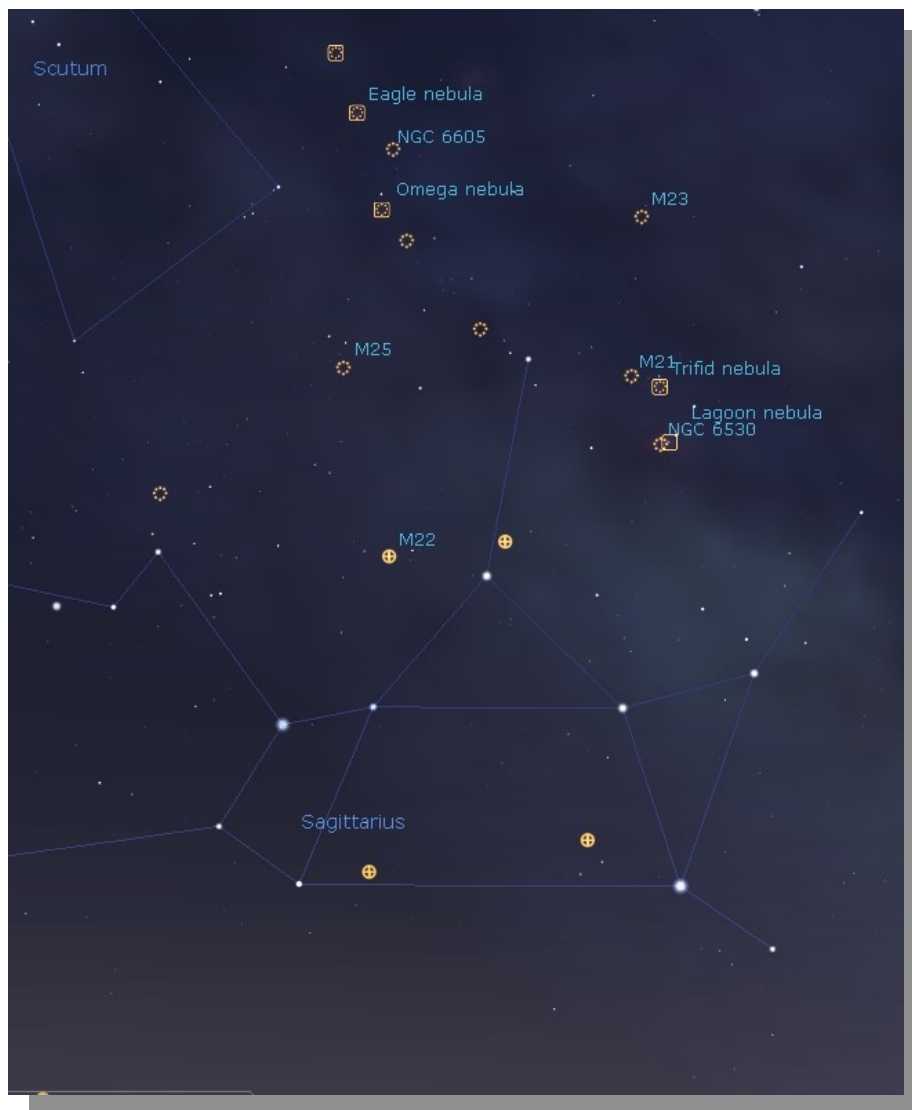 Scutum
Eagle nebula
NGC 6605
Omega nebula
M23
M25
M21
Trifid nebula
Lagoon nebula
NGC 6530
M22
Sagittarius